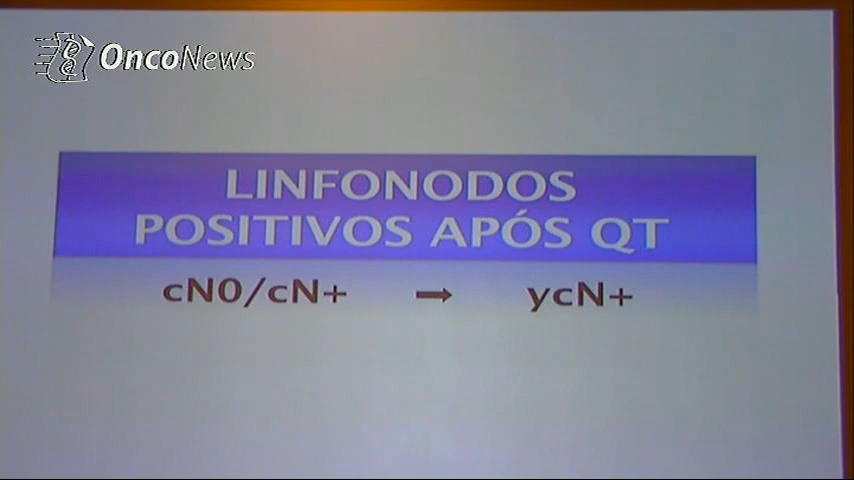 OncoNews
LINFONODOS
POSITIVOS APÓS QT
cN0/cN+ → ycN+